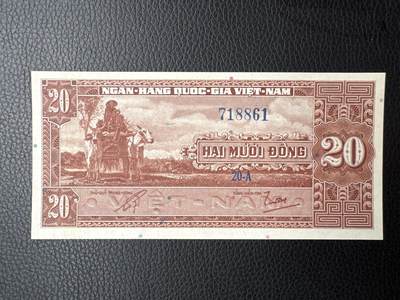 NGÂN-HÀNG QUỐC-GIA VIỆT-NAM
20
718861
HAI MƯƠI ĐỒNG
20
20-A
20
VIỆT-NAM